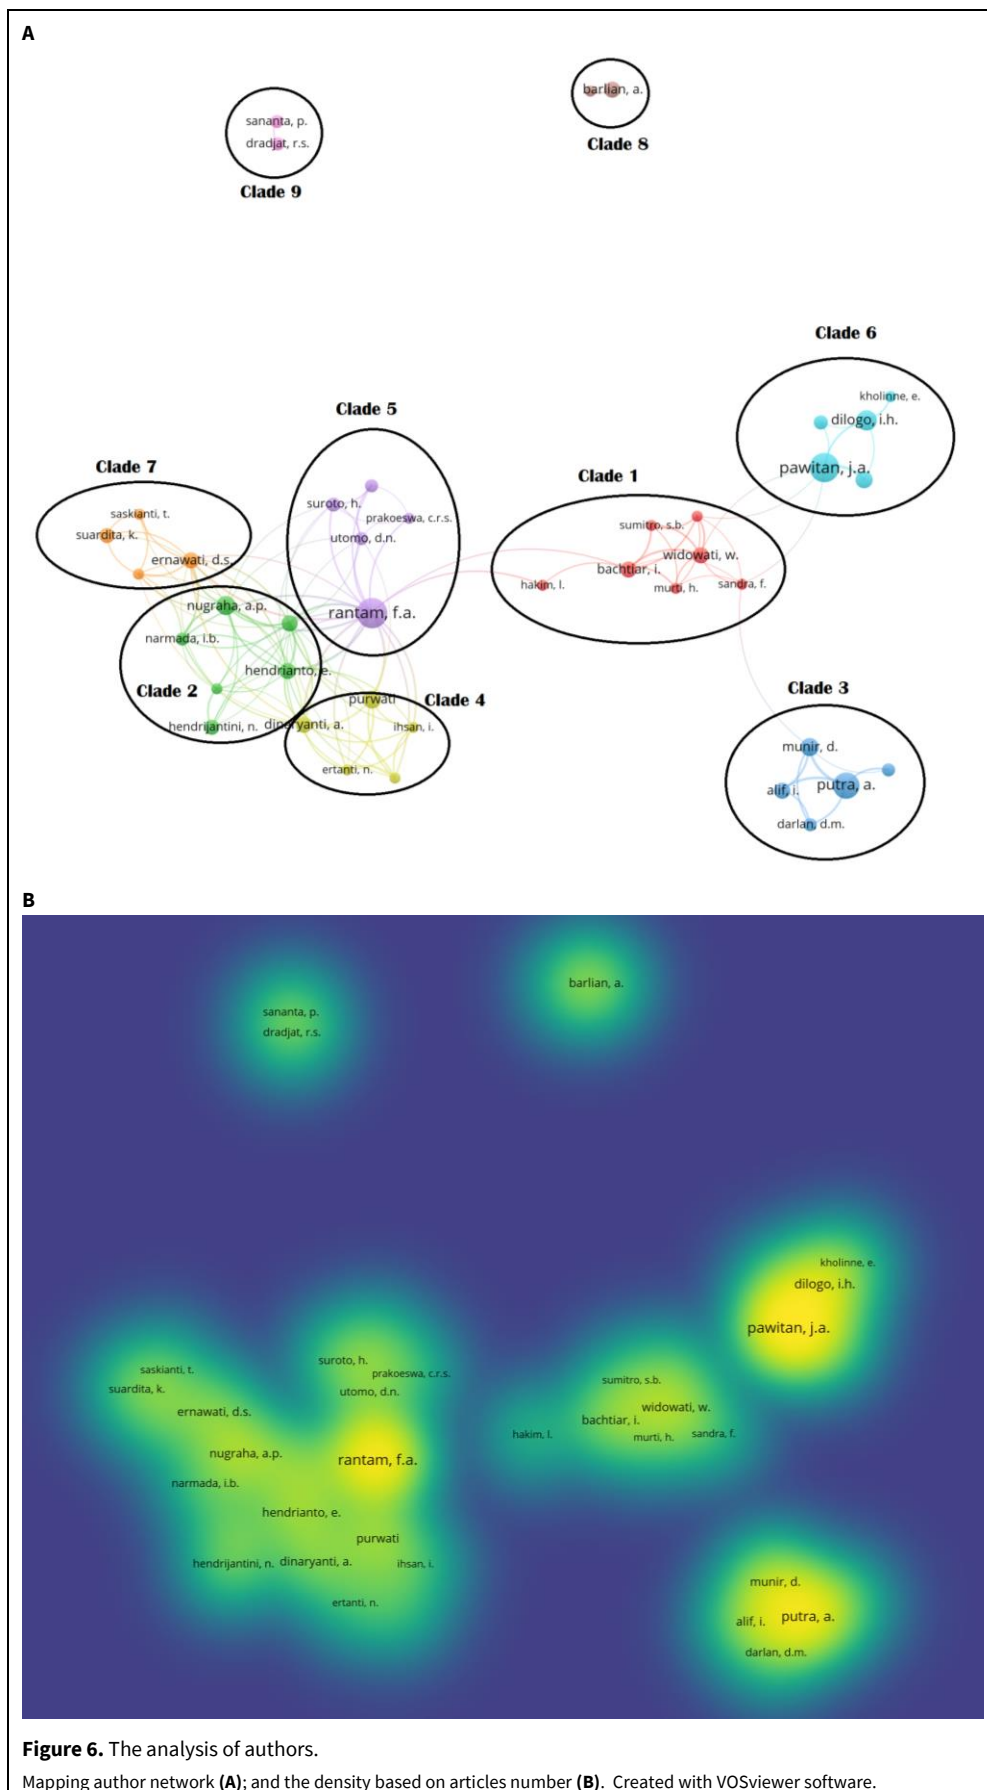 A
barlian, a.
Clade 8
sananta, p.
dradjat, r.s.
Clade 9
Clade 6
kholinne, e.
dilogo, i.h.
pawitan, j.a.
Clade 5
suroto, h.
prakoeswa, c.r.s.
utomo, d.n.
rantam, f.a.
Clade 7
saskianti, t.
suardita, k.
ernawati, d.s.
Clade 1
sumitro, s.b.
widowati, w.
bachtiar, i.
hakim, l.
murti, h.
sandra, f.
nugraha, a.p.
narmada, i.b.
hendrianto, e.
Clade 2
hendrijantini, n.
dinaryanti, a.
purwati
Clade 4
ihsan, i.
ertanti, n.
Clade 3
munir, d.
alif, i.
putra, a.
darlan, d.m.
B
barlian, a.
sananta, p.
dradjat, r.s.
kholinne, e.
dilogo, i.h.
pawitan, j.a.
suroto, h.
prakoeswa, c.r.s.
utomo, d.n.
rantam, f.a.
saskianti, t.
suardita, k.
ernawati, d.s.
sumitro, s.b.
widowati, w.
bachtiar, i.
hakim, l.
murti, h.
sandra, f.
nugraha, a.p.
narmada, i.b.
hendrianto, e.
purwati
hendrijantini, n.
dinaryanti, a.
ihsan, i.
ertanti, n.
munir, d.
alif, i.
putra, a.
darlan, d.m.
Figure 6. The analysis of authors.
Mapping author network (A); and the density based on articles number (B). Created with VOSviewer software.